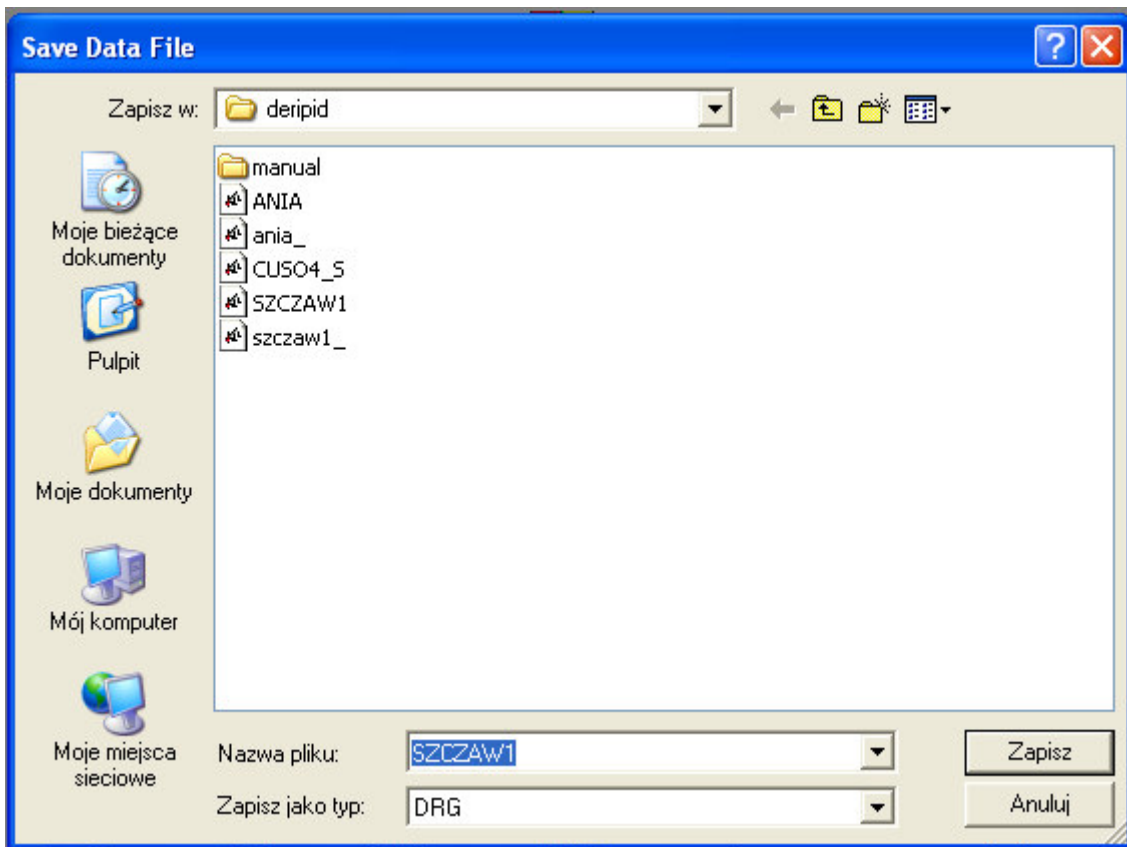 Save Data File
Zapisz w:
deripid
manual
ANIA
ania_
CUSO4_S
SZCZAW1
szczaw1_
Moje bieżące
dokumenty
Pulpit
Moje dokumenty
Mój komputer
Moje miejsca
sieciowe
Nazwa pliku:
SZCZAW1
Zapisz
Zapisz jako typ:
DRG
Anuluj